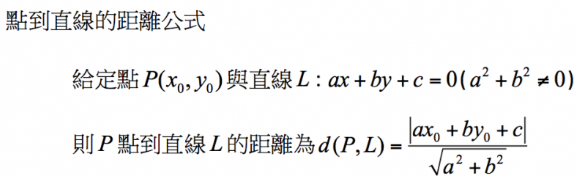 點到直線的距離公式
給定點 P(x₀, y₀) 與直線 L : ax + by + c = 0 ( a² + b² ≠ 0 )
則 P 點到直線 L 的距離為 d(P, L) = |ax₀ + by₀ + c| / √(a² + b²)